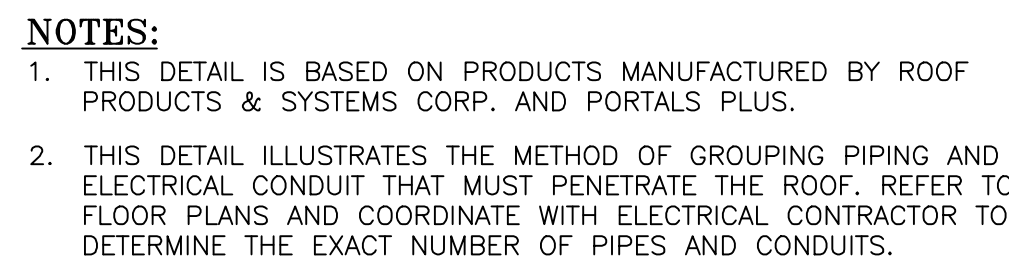 NOTES:
1. THIS DETAIL IS BASED ON PRODUCTS MANUFACTURED BY ROOF
PRODUCTS & SYSTEMS CORP. AND PORTALS PLUS.
2. THIS DETAIL ILLUSTRATES THE METHOD OF GROUPING PIPING AND
ELECTRICAL CONDUIT THAT MUST PENETRATE THE ROOF. REFER TO
FLOOR PLANS AND COORDINATE WITH ELECTRICAL CONTRACTOR TO
DETERMINE THE EXACT NUMBER OF PIPES AND CONDUITS.